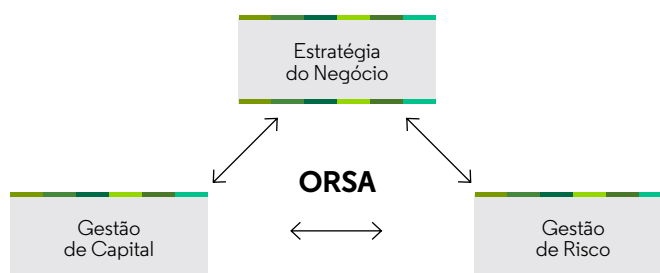 Estratégia
do Negócio
ORSA
Gestão
de Capital
Gestão
de Risco